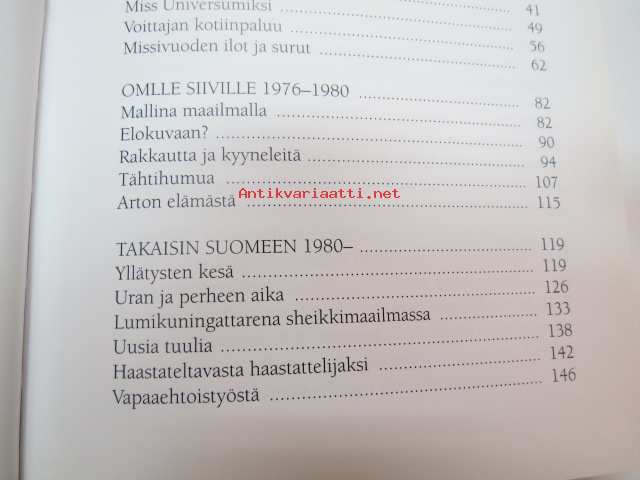 Miss Universumiksi 41
Voittajan kotiinpaluu 49
Missivuoden ilot ja surut 56
62
OMLLE SIIVILLE 1976–1980 82
Mallina maailmalla 82
Elokuvaan? 90
Rakkautta ja kyyneleitä 94
Tähtihumua 107
Antikvariaatti.net
Arton elämästä 115
TAKAISIN SUOMEEN 1980– 119
Yllätysten kesä 119
Uran ja perheen aika 126
Lumikuningattarena sheikkimaailmassa 133
Uusia tuulia 138
Haastateltavasta haastattelijaksi 142
Vapaaehtoistyöstä 146